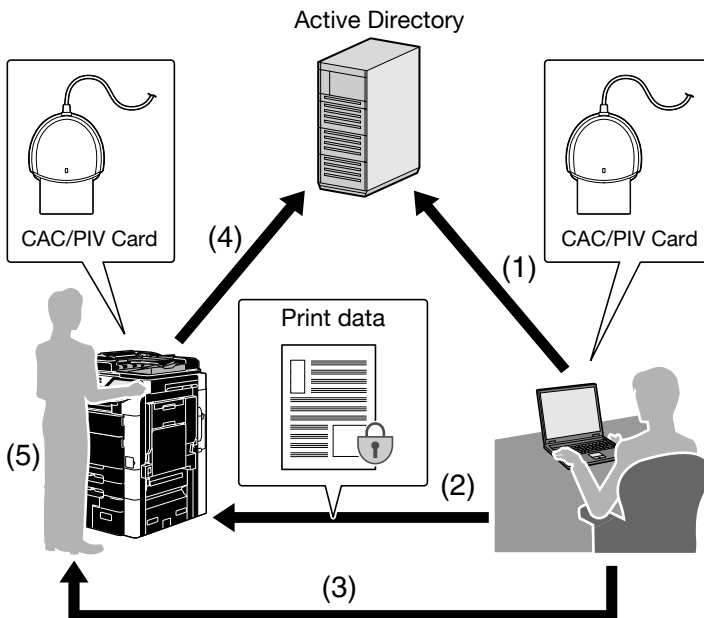 Active Directory
CAC/PIV Card
CAC/PIV Card
(4)
(1)
Print data
(5)
(2)
(3)